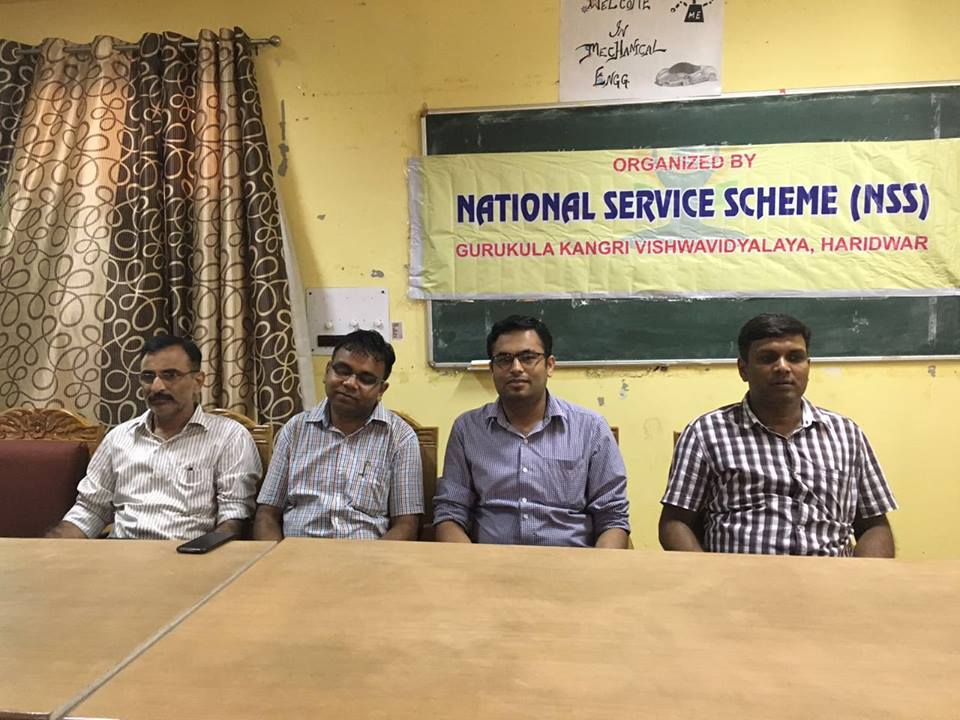 WELCOME
IN
MECHANICAL
ENGG
ME
ORGANIZED BY
NATIONAL SERVICE SCHEME (NSS)
GURUKULA KANGRI VISHWAVIDYALAYA, HARIDWAR